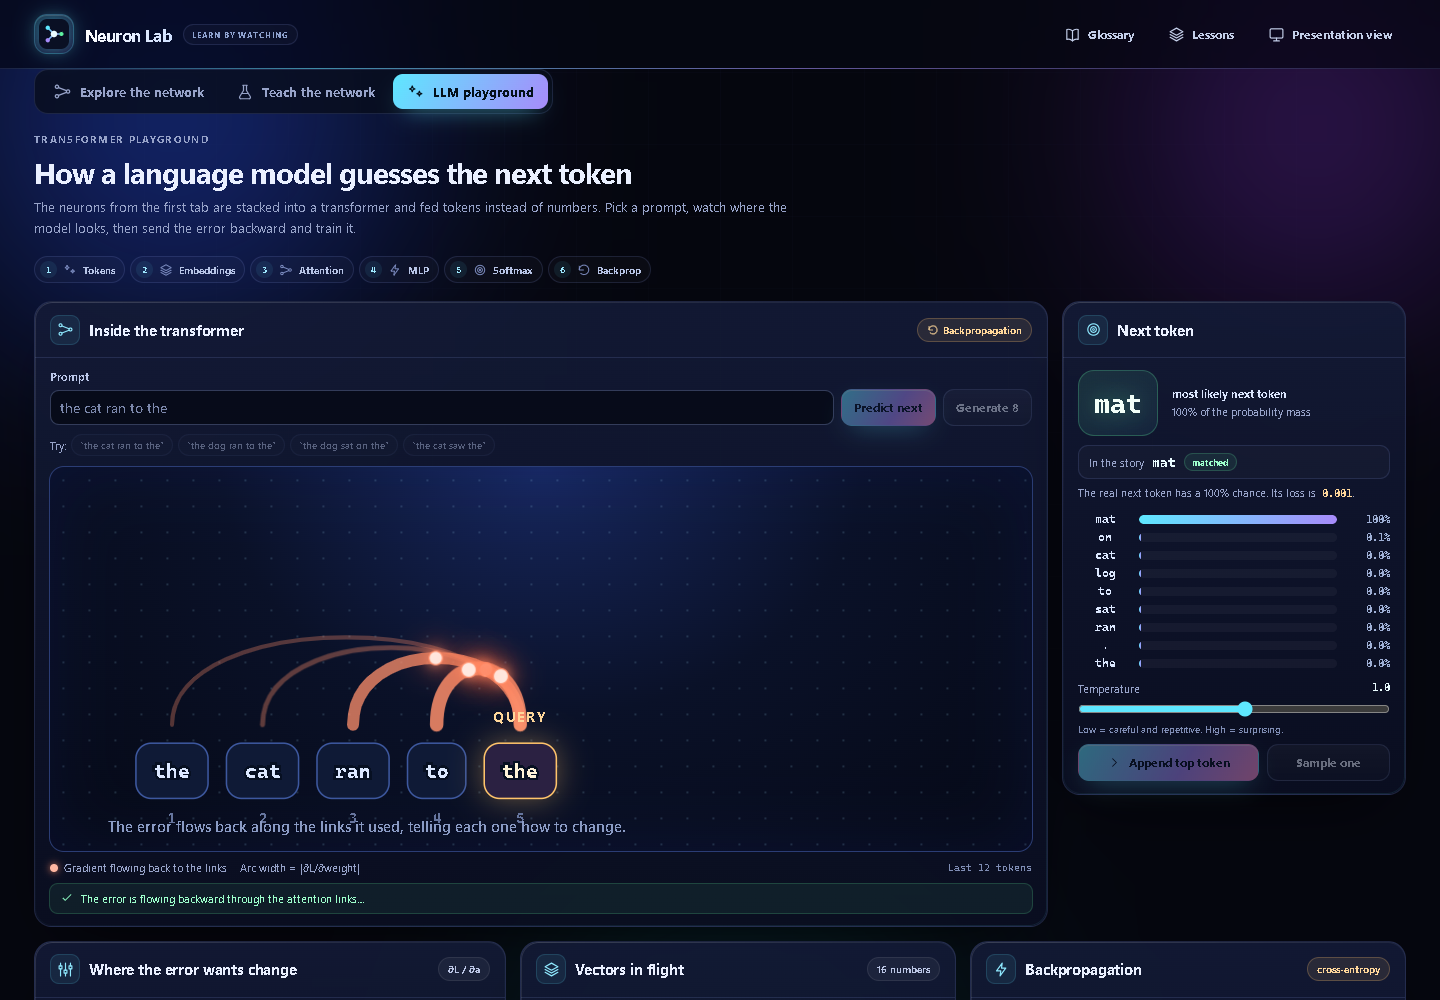 Neuron Lab
LEARN BY WATCHING
Glossary
Lessons
Presentation view
Explore the network
Teach the network
LLM playground
TRANSFORMER PLAYGROUND
How a language model guesses the next token
The neurons from the first tab are stacked into a transformer and fed tokens instead of numbers. Pick a prompt, watch where the
model looks, then send the error backward and train it.
1 Tokens
2 Embeddings
3 Attention
4 MLP
5 Softmax
6 Backprop
Inside the transformer
Backpropagation
Prompt
the cat ran to the
Predict next
Generate 8
Try:
"the cat ran to the"
"the dog ran to the"
"the dog sat on the"
"the cat saw the"
QUERY
the cat ran to the
1 2 3 4 5
The error flows back along the links it used, telling each one how to change.
Gradient flowing back to the links
Arc width = |∂L/∂weight|
Last 12 tokens
The error is flowing backward through the attention links...
Next token
mat
most likely next token
100% of the probability mass
In the story mat matched
The real next token has a 100% chance. Its loss is 0.001.
mat 100%
on 0.1%
cat 0.0%
log 0.0%
to 0.0%
sat 0.0%
ran 0.0%
. 0.0%
the 0.0%
Temperature 1.0
Low = careful and repetitive. High = surprising.
Append top token
Sample one
Where the error wants change
∂L / ∂a
Vectors in flight
16 numbers
Backpropagation
cross-entropy